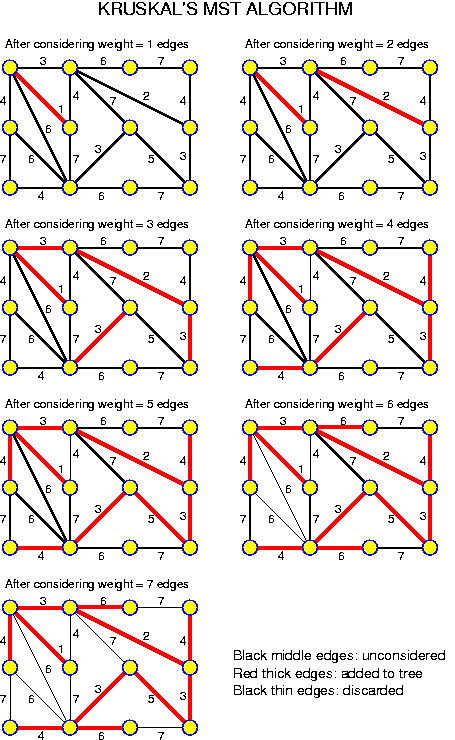 KRUSKAL'S MST ALGORITHM
After considering weight = 1 edges
3 6 7
4 4 7 2 4
1
6
7 6 7 3 5 3
4 6 7
After considering weight = 2 edges
3 6 7
4 4 7 2 4
1
6
7 6 7 3 5 3
4 6 7
After considering weight = 3 edges
3 6 7
4 4 7 2 4
1
6
7 6 7 3 5 3
4 6 7
After considering weight = 4 edges
3 6 7
4 4 7 2 4
1
6
7 6 7 3 5 3
4 6 7
After considering weight = 5 edges
3 6 7
4 4 7 2 4
1
6
7 6 7 3 5 3
4 6 7
After considering weight = 6 edges
3 6 7
4 4 7 2 4
1
6
7 6 7 3 5 3
4 6 7
After considering weight = 7 edges
3 6 7
4 4 7 2 4
1
6
7 6 7 3 5 3
4 6 7
Black middle edges: unconsidered
Red thick edges: added to tree
Black thin edges: discarded